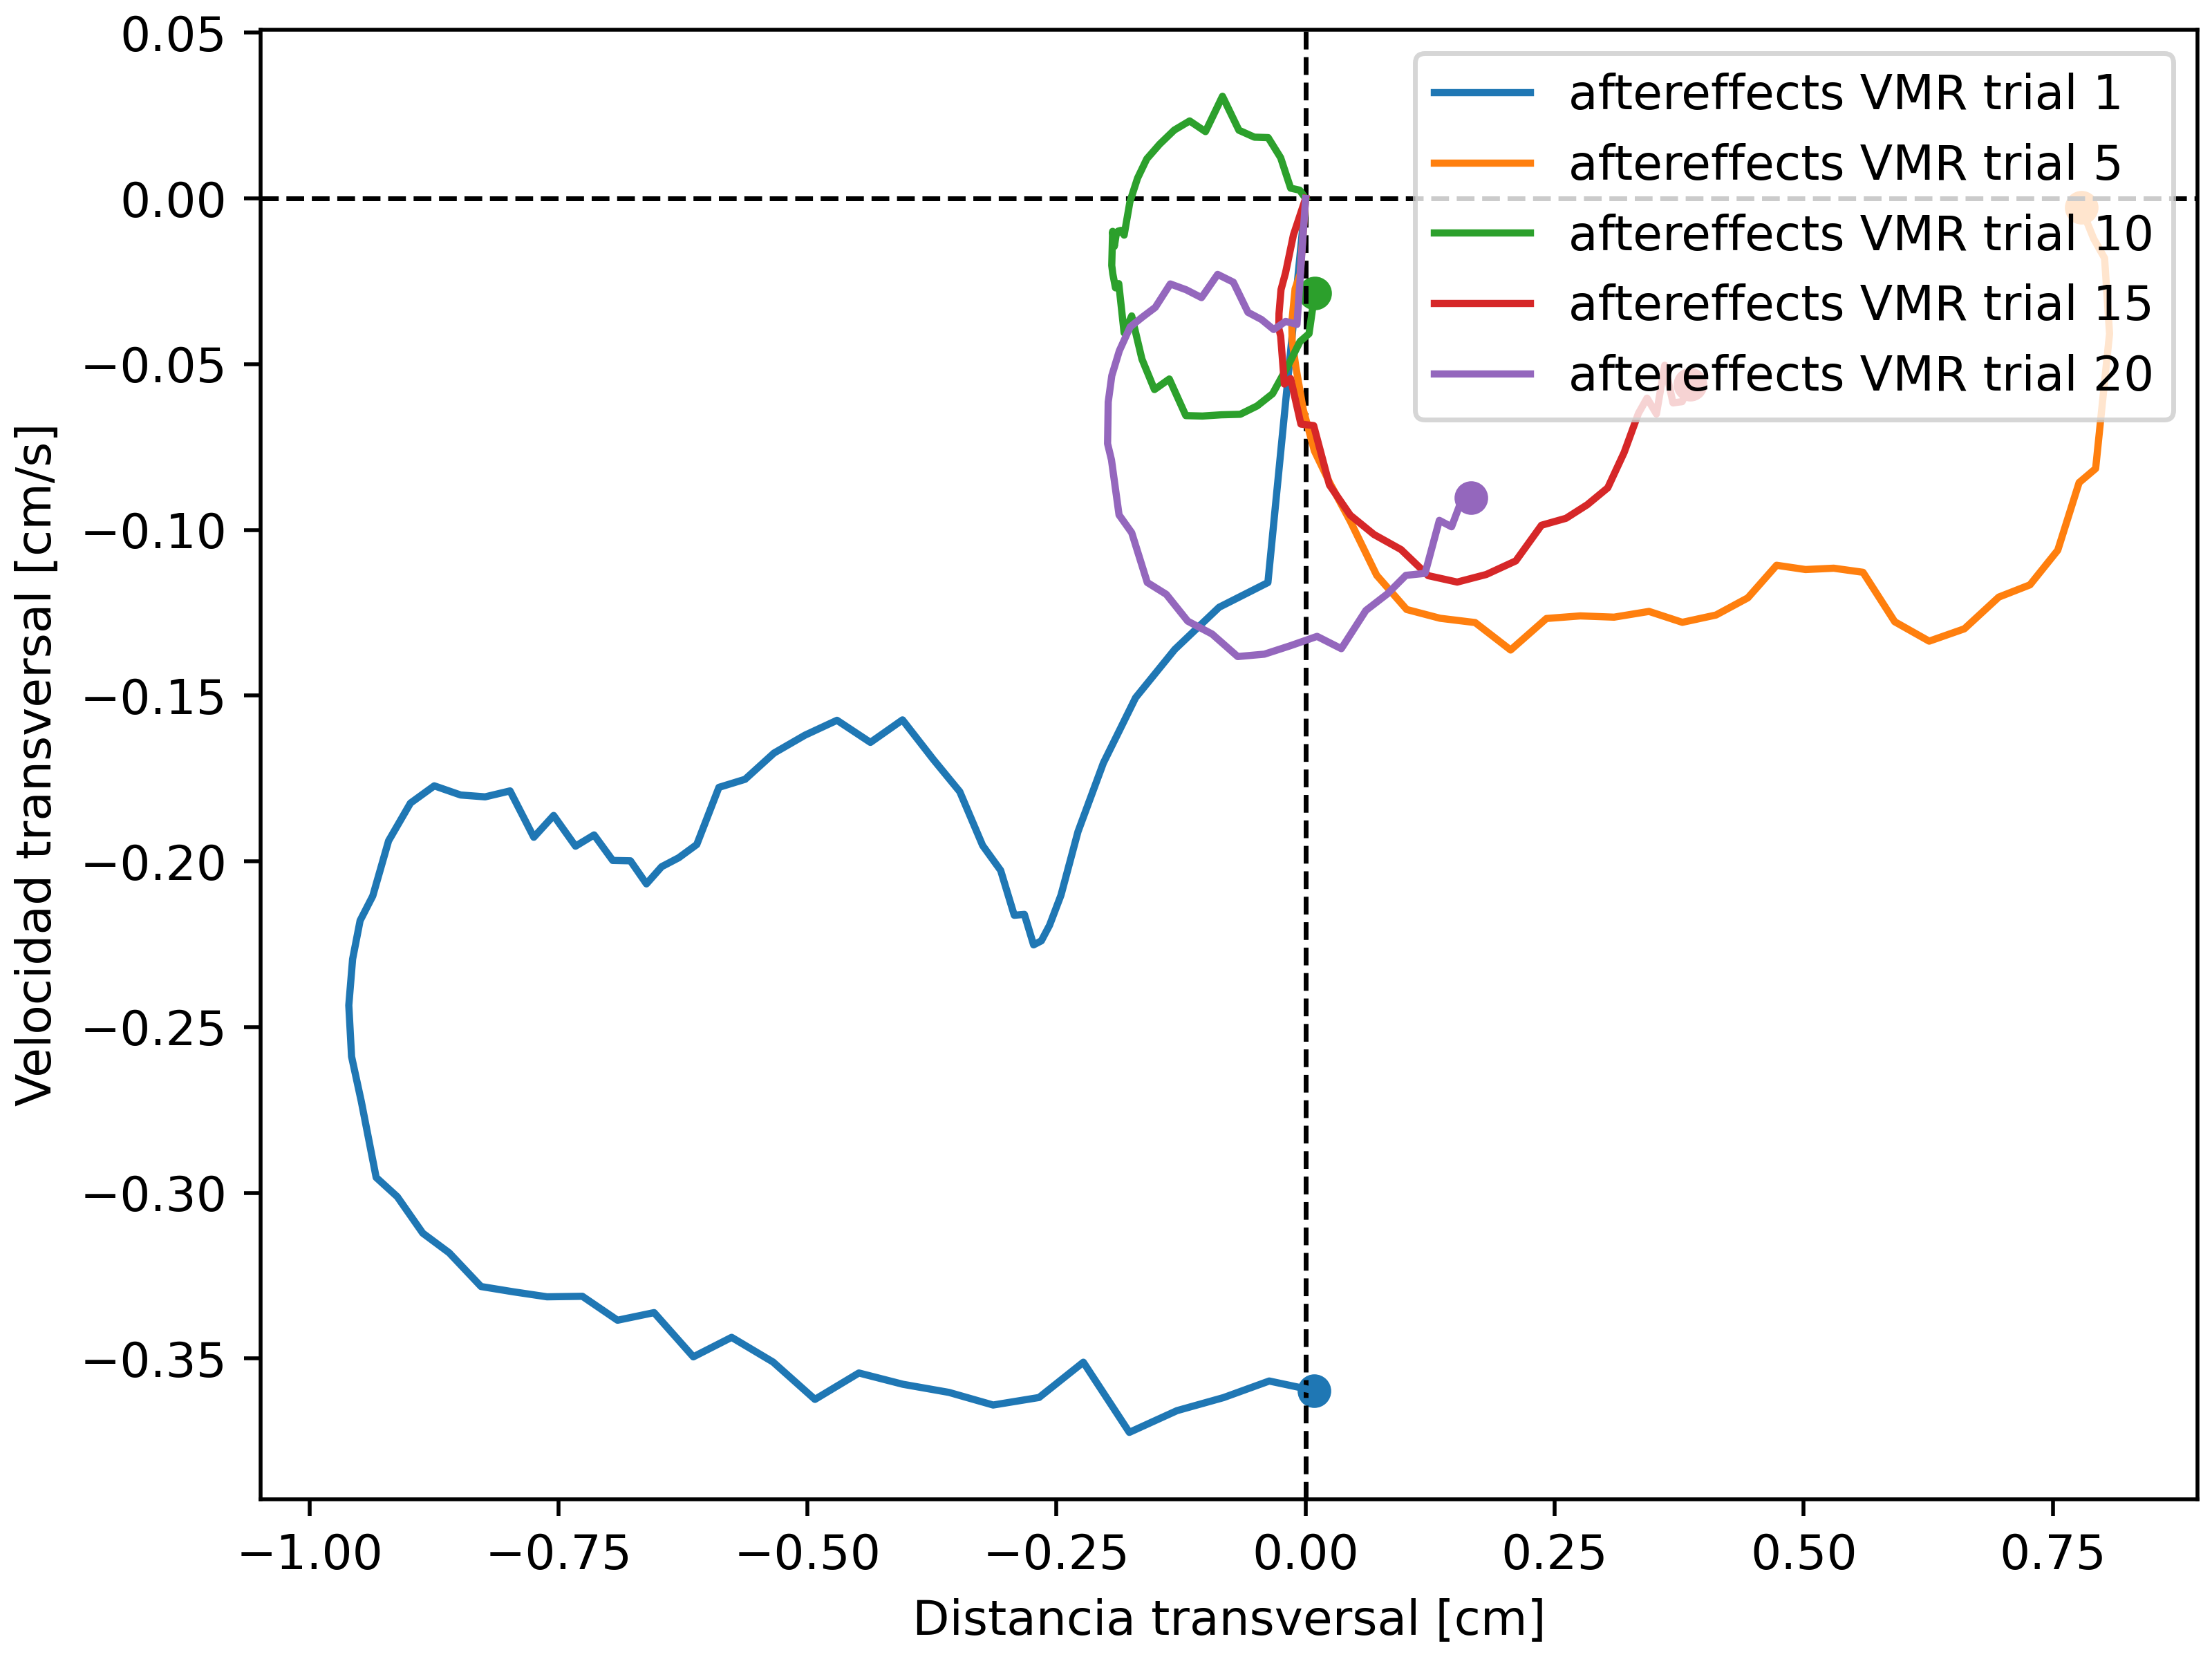 0.05
0.00
−0.05
−0.10
−0.15
−0.20
−0.25
−0.30
−0.35
Velocidad transversal [cm/s]
aftereffects VMR trial 1
aftereffects VMR trial 5
aftereffects VMR trial 10
aftereffects VMR trial 15
aftereffects VMR trial 20
−1.00 −0.75 −0.50 −0.25 0.00 0.25 0.50 0.75
Distancia transversal [cm]